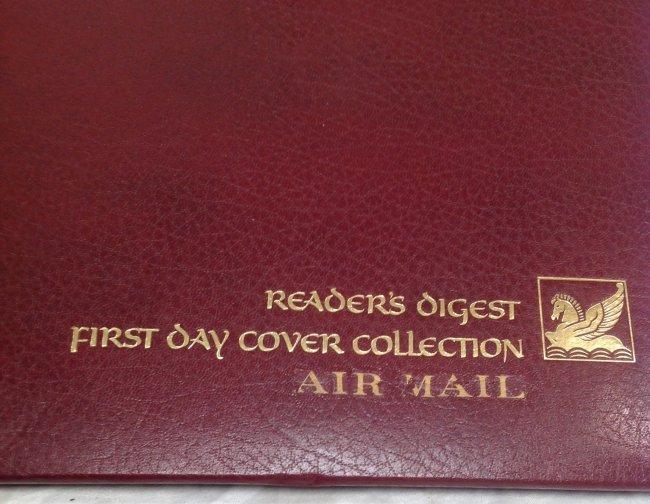 READER'S DIGEST
FIRST DAY COVER COLLECTION
AIR MAIL